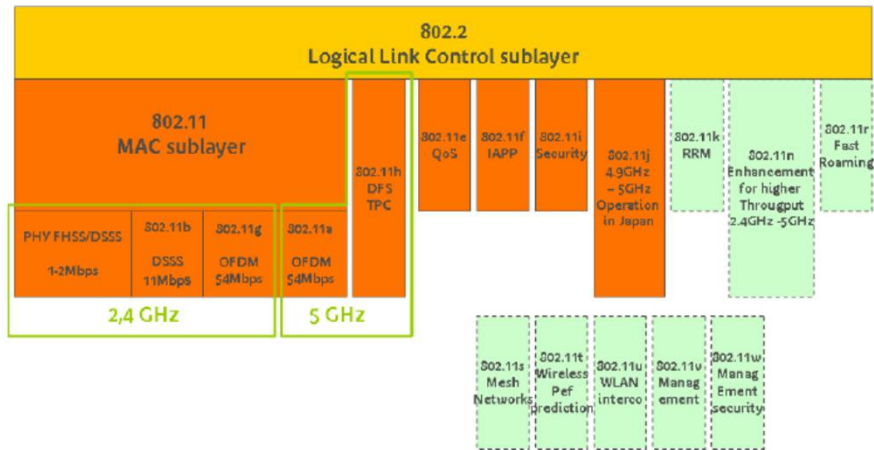 802.2
Logical Link Control sublayer
802.11
MAC sublayer
802.11h
DFS
TPC
802.11e
QoS
802.11f
IAPP
802.11i
Security
802.11j
4.9GHz
– 5GHz
Operation
in Japan
802.11k
RRM
802.11n
Enhancement
for higher
Througput
2.4GHz -5GHz
802.11r
Fast
Roaming
PHY FHSS/DSSS
1-2Mbps
802.11b
DSSS
11Mbps
802.11g
OFDM
54Mbps
802.11a
OFDM
54Mbps
2,4 GHz
5 GHz
802.11s
Mesh
Networks
802.11t
Wireless
Pef
prediction
802.11u
WLAN
interco
802.11v
Manag
ement
802.11w
Manag
Ement
security